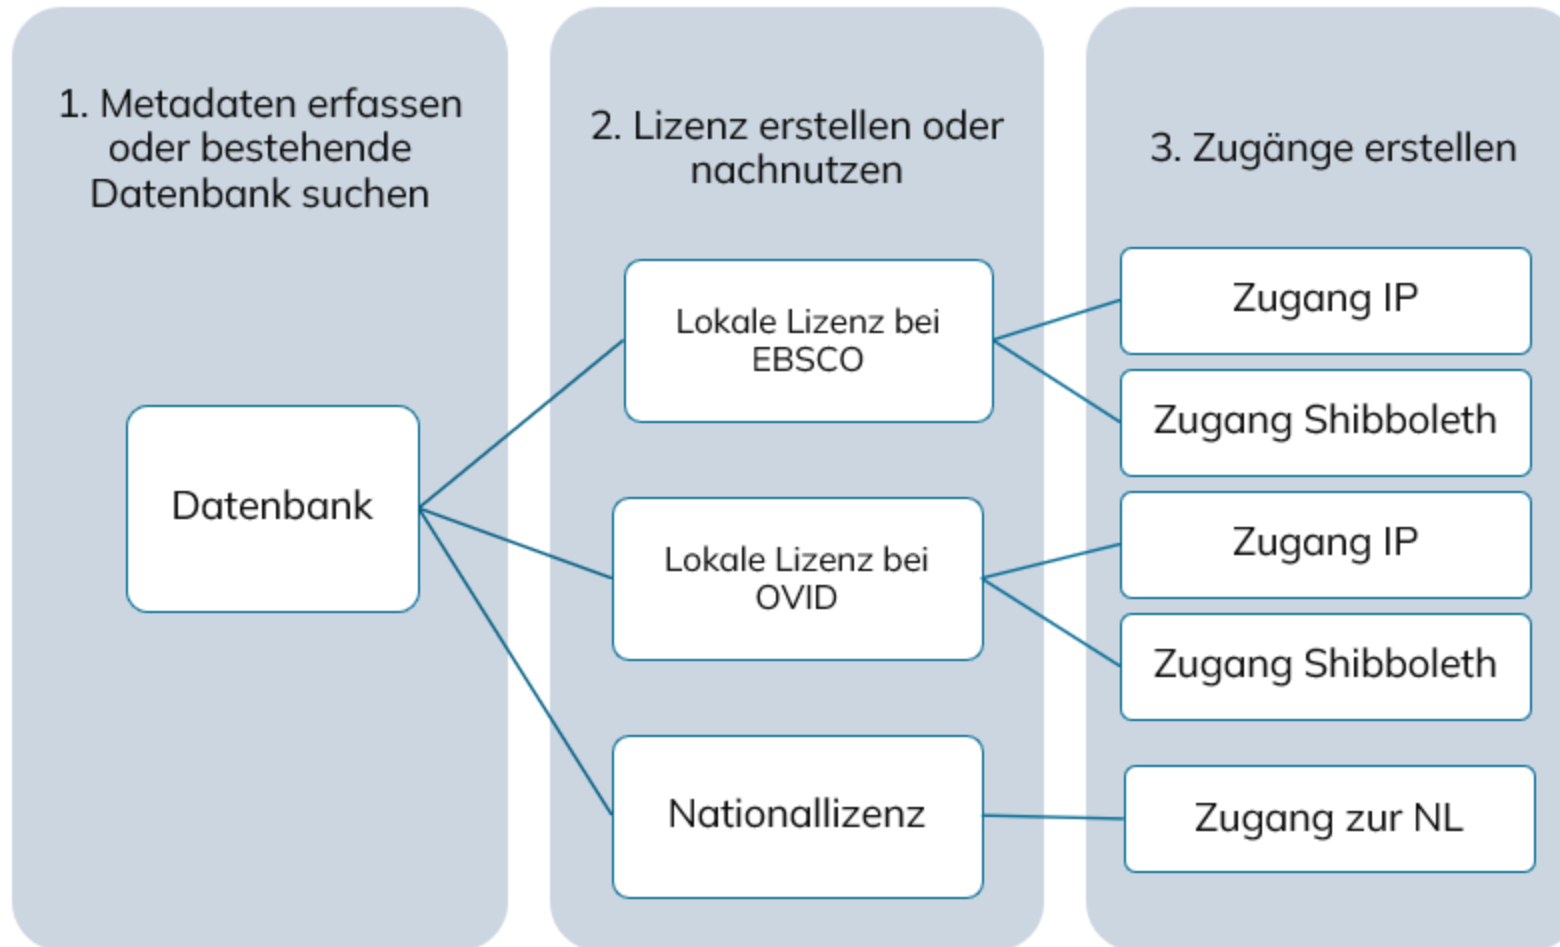 1. Metadaten erfassen
oder bestehende
Datenbank suchen
Datenbank
2. Lizenz erstellen oder
nachnutzen
Lokale Lizenz bei
EBSCO
Lokale Lizenz bei
OVID
Nationallizenz
3. Zugänge erstellen
Zugang IP
Zugang Shibboleth
Zugang IP
Zugang Shibboleth
Zugang zur NL